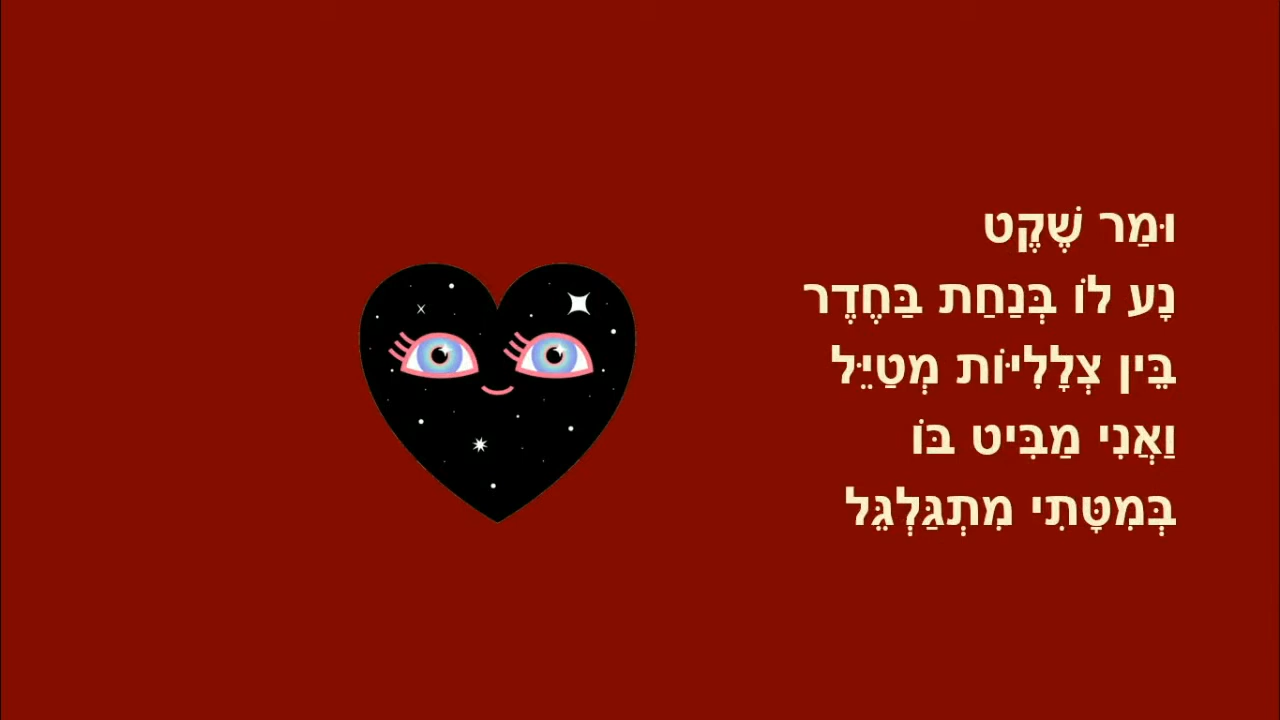 וּמַר שֶׁקֶט
נָע לוֹ בְּנַחַת בַּחֶדֶר
בֵּין צְלָלִיּוֹת מְטַיֵּל
וַאֲנִי מַבִּיט בּוֹ
בְּמִטָּתִי מִתְגַּלְגֵּל